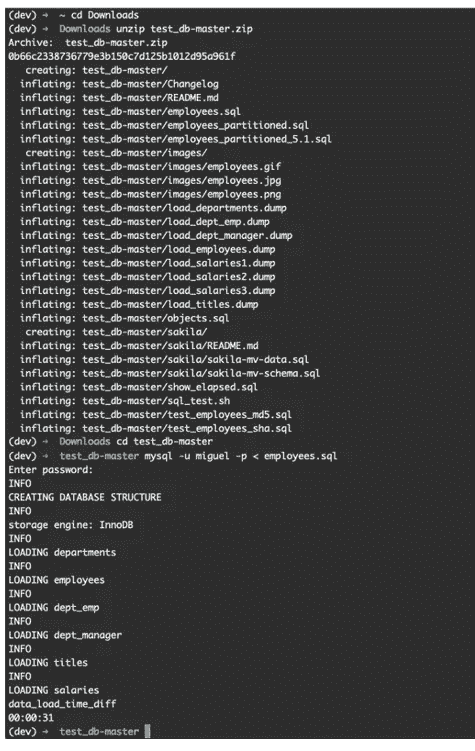 (dev) → ~ cd Downloads
(dev) → Downloads unzip test_db-master.zip
Archive: test_db-master.zip
0b66c2338736779e3b150c7d125b1012d95a961f
creating: test_db-master/
inflating: test_db-master/Changelog
inflating: test_db-master/README.md
inflating: test_db-master/employees.sql
inflating: test_db-master/employees_partitioned.sql
inflating: test_db-master/employees_partitioned_5.1.sql
creating: test_db-master/images/
inflating: test_db-master/images/employees.gif
inflating: test_db-master/images/employees.jpg
inflating: test_db-master/images/employees.png
inflating: test_db-master/load_departments.dump
inflating: test_db-master/load_dept_emp.dump
inflating: test_db-master/load_dept_manager.dump
inflating: test_db-master/load_employees.dump
inflating: test_db-master/load_salaries1.dump
inflating: test_db-master/load_salaries2.dump
inflating: test_db-master/load_salaries3.dump
inflating: test_db-master/load_titles.dump
inflating: test_db-master/objects.sql
creating: test_db-master/sakila/
inflating: test_db-master/sakila/README.md
inflating: test_db-master/sakila/sakila-mv-data.sql
inflating: test_db-master/sakila/sakila-mv-schema.sql
inflating: test_db-master/show_elapsed.sql
inflating: test_db-master/sql_test.sh
inflating: test_db-master/test_employees_md5.sql
inflating: test_db-master/test_employees_sha.sql
(dev) → Downloads cd test_db-master
(dev) → test_db-master mysql -u miguel -p < employees.sql
Enter password:
INFO
CREATING DATABASE STRUCTURE
INFO
storage engine: InnoDB
INFO
LOADING departments
INFO
LOADING employees
INFO
LOADING dept_emp
INFO
LOADING dept_manager
INFO
LOADING titles
INFO
LOADING salaries
data_load_time_diff
00:00:31
(dev) → test_db-master